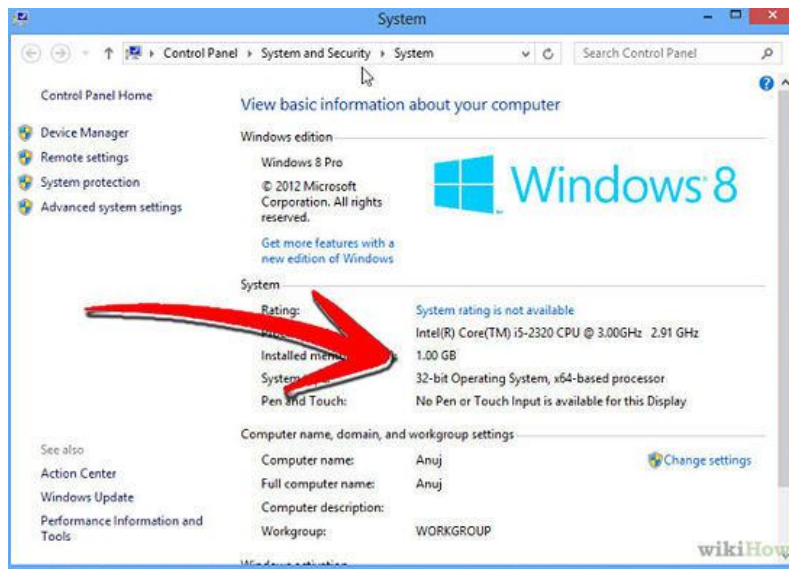 System
Control Panel System and Security System
Search Control Panel
Control Panel Home
Device Manager
Remote settings
System protection
Advanced system settings
See also
Action Center
Windows Update
Performance Information and
Tools
View basic information about your computer
Windows edition
Windows 8 Pro
© 2012 Microsoft
Corporation. All rights
reserved.
Get more features with a
new edition of Windows
Windows 8
System
Rating: System rating is not available
Intel(R) Core(TM) i5-2320 CPU @ 3.00GHz 2.91 GHz
Installed 1.00 GB
System 32-bit Operating System, x64-based processor
Pen and Touch: No Pen or Touch Input is available for this Display
Computer name, domain, and workgroup settings
Computer name: Anuj
Change settings
Full computer name: Anuj
Computer description:
Workgroup: WORKGROUP
Windows activation
wikiHow